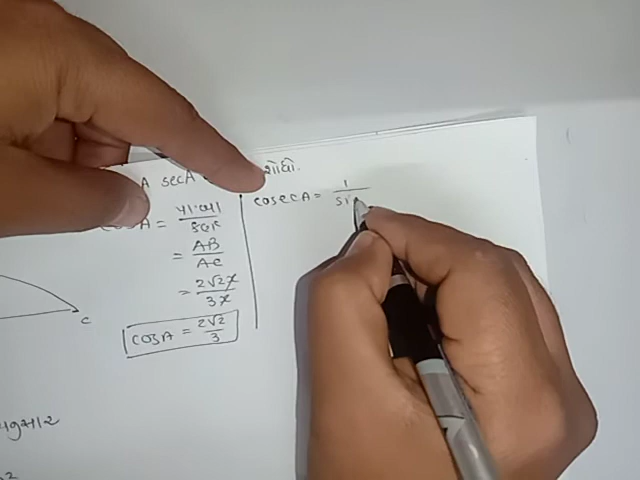 A secA શોધો.
cosA = પા.બા / કર્ણ
= AB / AC
= 2√2x / 3x
cosA = 2√2 / 3
cosecA = 1 / si
C